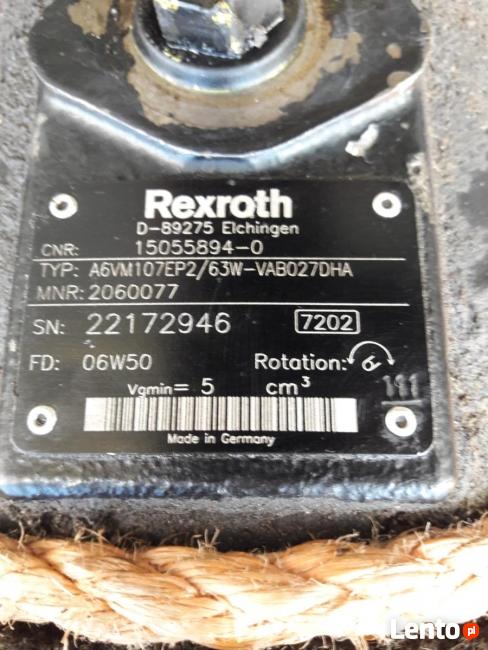 Rexroth
D-89275 Elchingen
CNR: 15055894-0
TYP: A6VM107EP2/63W-VAB027DHA
MNR: 2060077
SN: 22172946 7202
FD: 06W50 Rotation:
Vgmin= 5 cm³
191
Made in Germany
Lento.pl